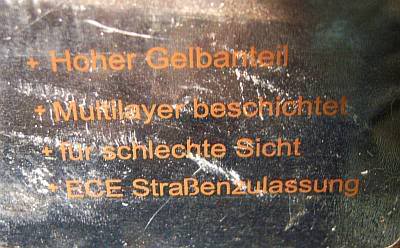 + Hoher Gelbanteil
+ Multilayer beschichtet
+ für schlechte Sicht
+ ECE Straßenzulassung